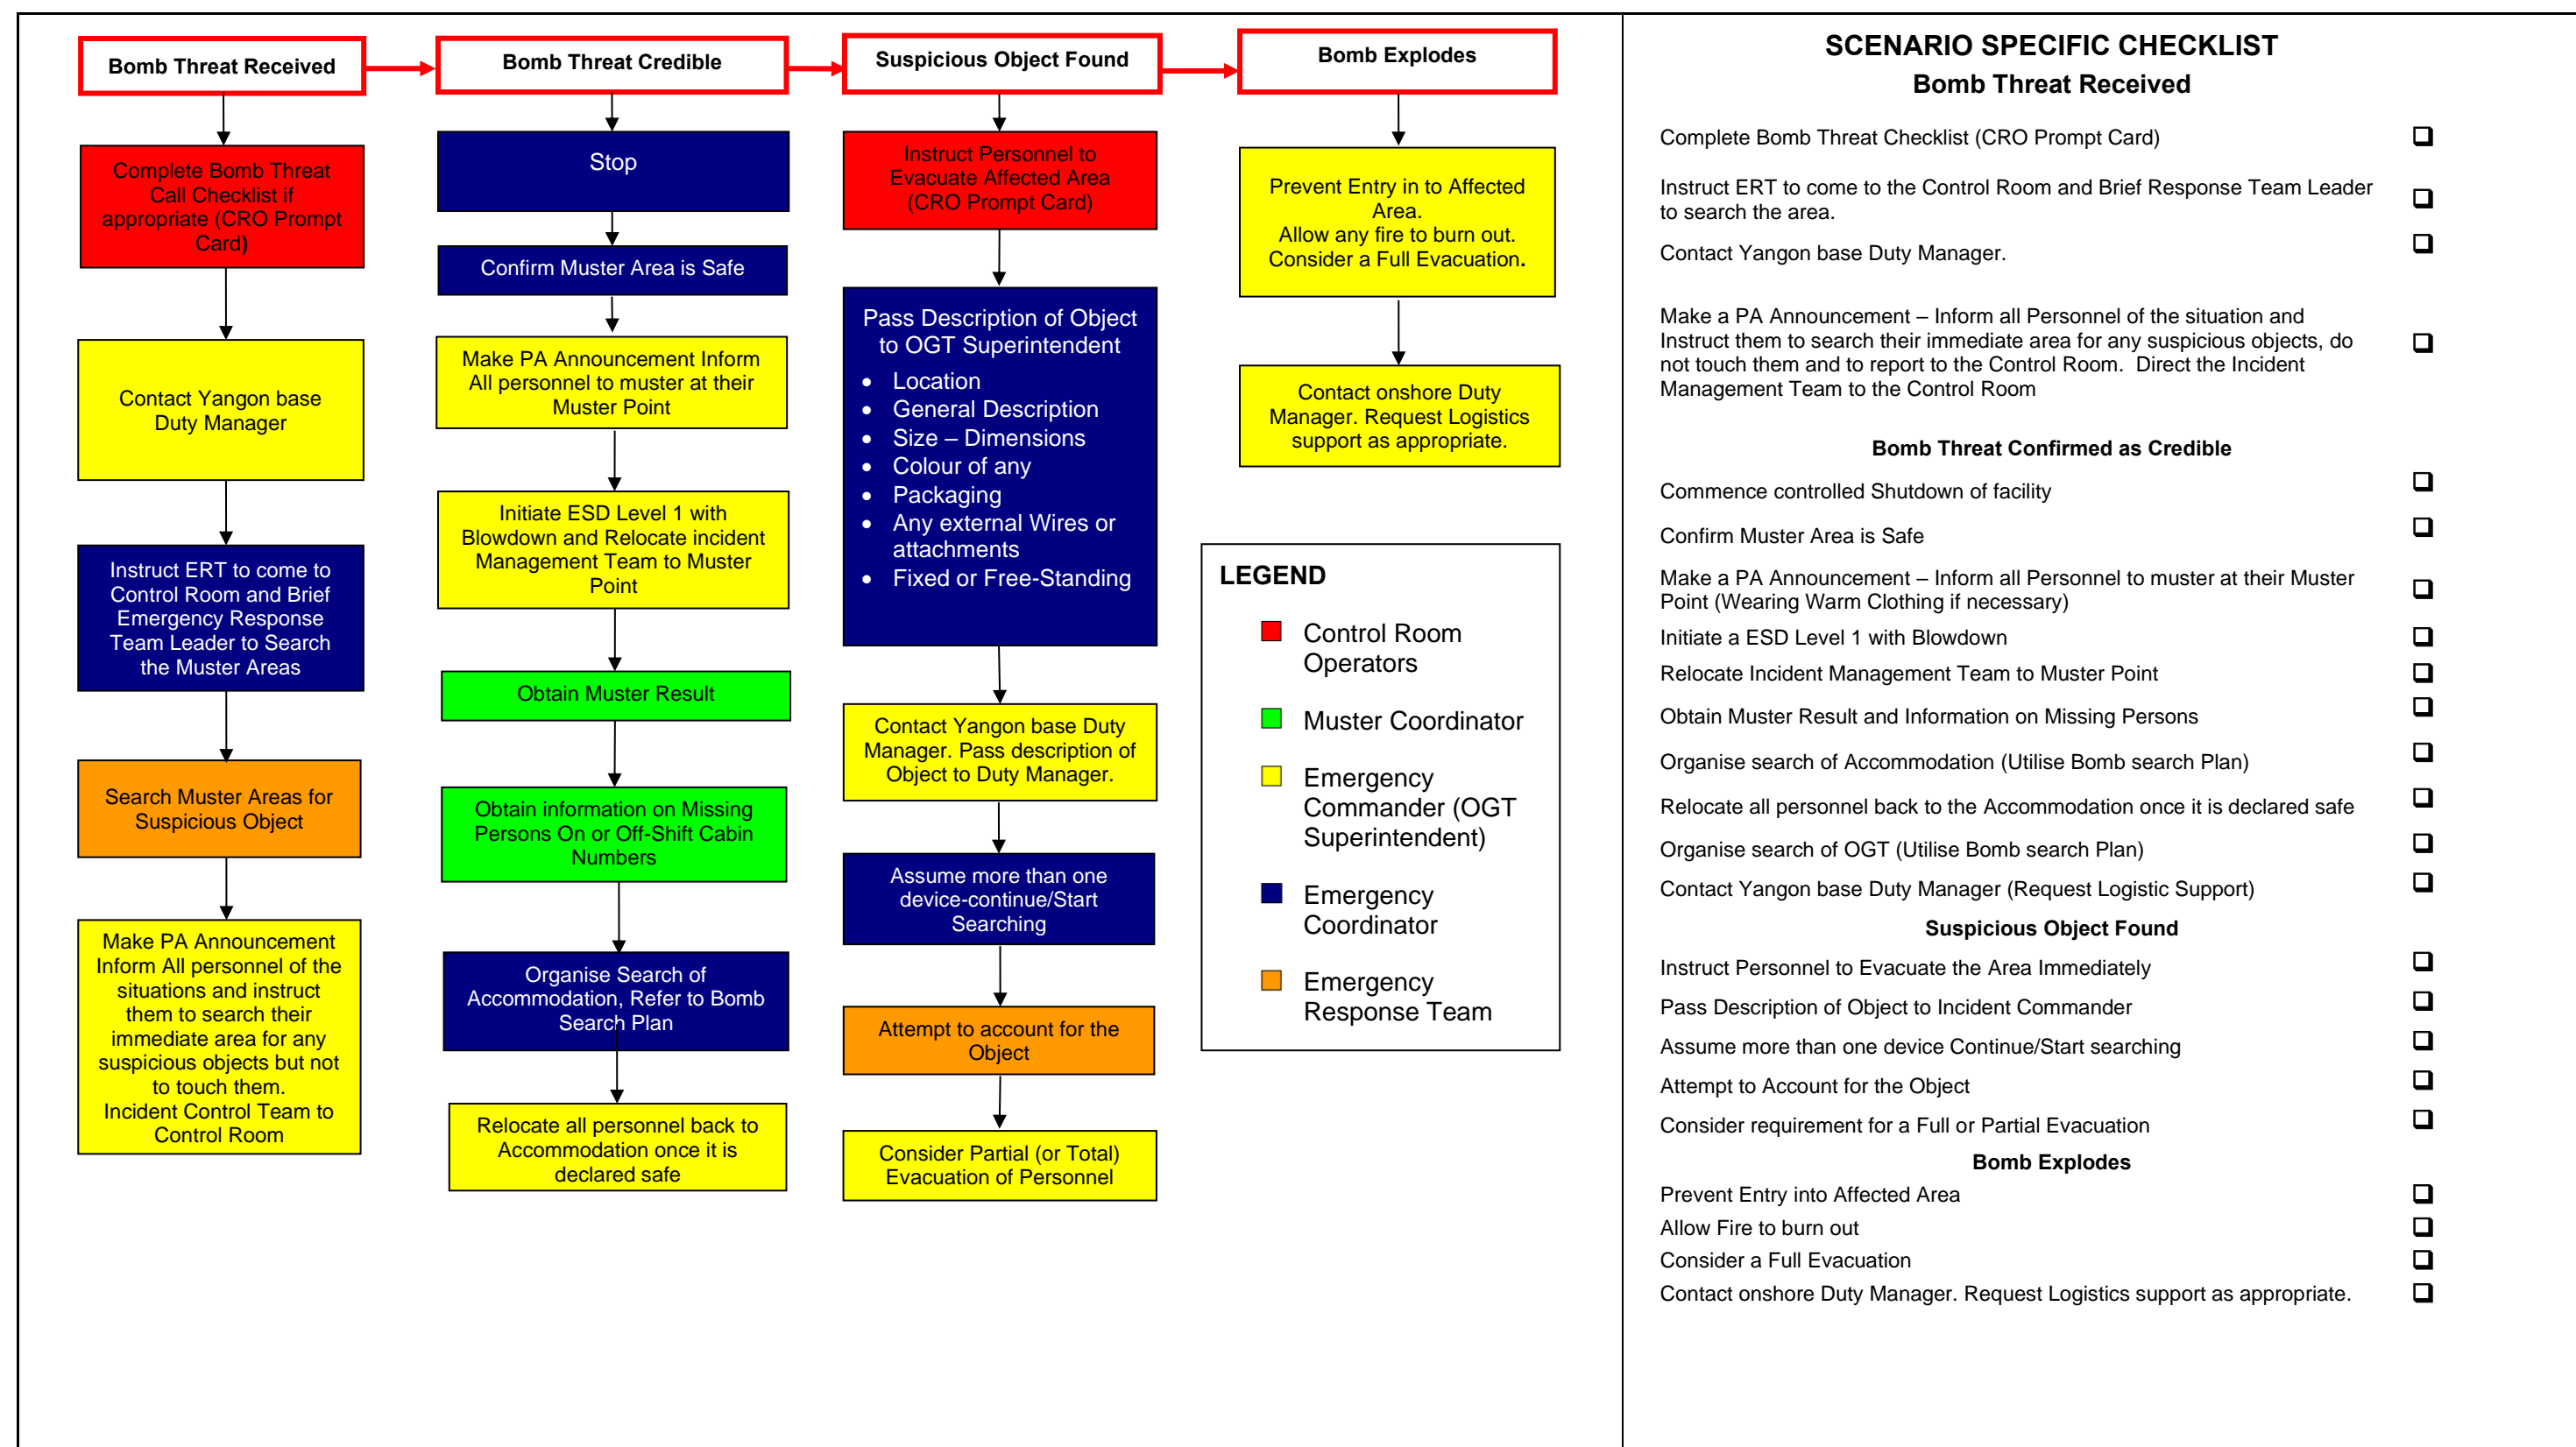 Bomb Threat Received
Complete Bomb Threat
Call Checklist if
appropriate (CRO Prompt
Card)
Contact Yangon base
Duty Manager
Instruct ERT to come to
Control Room and Brief
Emergency Response
Team Leader to Search
the Muster Areas
Search Muster Areas for
Suspicious Object
Make PA Announcement
Inform All personnel of the
situations and instruct
them to search their
immediate area for any
suspicious objects but not
to touch them.
Incident Control Team to
Control Room
Bomb Threat Credible
Stop
Confirm Muster Area is Safe
Make PA Announcement Inform
All personnel to muster at their
Muster Point
Initiate ESD Level 1 with
Blowdown and Relocate incident
Management Team to Muster
Point
Obtain Muster Result
Obtain information on Missing
Persons On or Off-Shift Cabin
Numbers
Organise Search of
Accommodation, Refer to Bomb
Search Plan
Relocate all personnel back to
Accommodation once it is
declared safe
Suspicious Object Found
Instruct Personnel to
Evacuate Affected Area
(CRO Prompt Card)
Pass Description of Object
to OGT Superintendent
• Location
• General Description
• Size – Dimensions
• Colour of any
• Packaging
• Any external Wires or
attachments
• Fixed or Free-Standing
Contact Yangon base Duty
Manager. Pass description of
Object to Duty Manager.
Assume more than one
device-continue/Start
Searching
Attempt to account for the
Object
Consider Partial (or Total)
Evacuation of Personnel
Bomb Explodes
Prevent Entry in to Affected
Area.
Allow any fire to burn out.
Consider a Full Evacuation.
Contact onshore Duty
Manager. Request Logistics
support as appropriate.
LEGEND
Control Room
Operators
Muster Coordinator
Emergency
Commander (OGT
Superintendent)
Emergency
Coordinator
Emergency
Response Team
SCENARIO SPECIFIC CHECKLIST
Bomb Threat Received
Complete Bomb Threat Checklist (CRO Prompt Card)
Instruct ERT to come to the Control Room and Brief Response Team Leader
to search the area.
Contact Yangon base Duty Manager.
Make a PA Announcement – Inform all Personnel of the situation and
Instruct them to search their immediate area for any suspicious objects, do
not touch them and to report to the Control Room. Direct the Incident
Management Team to the Control Room
Bomb Threat Confirmed as Credible
Commence controlled Shutdown of facility
Confirm Muster Area is Safe
Make a PA Announcement – Inform all Personnel to muster at their Muster
Point (Wearing Warm Clothing if necessary)
Initiate a ESD Level 1 with Blowdown
Relocate Incident Management Team to Muster Point
Obtain Muster Result and Information on Missing Persons
Organise search of Accommodation (Utilise Bomb search Plan)
Relocate all personnel back to the Accommodation once it is declared safe
Organise search of OGT (Utilise Bomb search Plan)
Contact Yangon base Duty Manager (Request Logistic Support)
Suspicious Object Found
Instruct Personnel to Evacuate the Area Immediately
Pass Description of Object to Incident Commander
Assume more than one device Continue/Start searching
Attempt to Account for the Object
Consider requirement for a Full or Partial Evacuation
Bomb Explodes
Prevent Entry into Affected Area
Allow Fire to burn out
Consider a Full Evacuation
Contact onshore Duty Manager. Request Logistics support as appropriate.